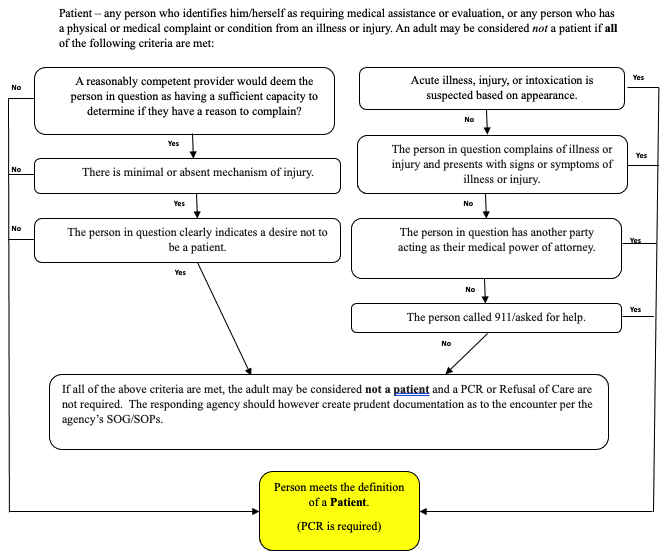 Patient – any person who identifies him/herself as requiring medical assistance or evaluation, or any person who has
a physical or medical complaint or condition from an illness or injury. An adult may be considered not a patient if all
of the following criteria are met:
No
A reasonably competent provider would deem the
person in question as having a sufficient capacity to
determine if they have a reason to complain?
Yes
No
There is minimal or absent mechanism of injury.
Yes
No
The person in question clearly indicates a desire not to
be a patient.
Yes
Acute illness, injury, or intoxication is
suspected based on appearance.
Yes
No
The person in question complains of illness or
injury and presents with signs or symptoms of
illness or injury.
Yes
No
The person in question has another party
acting as their medical power of attorney.
Yes
No
The person called 911/asked for help.
Yes
No
If all of the above criteria are met, the adult may be considered not a patient and a PCR or Refusal of Care are
not required. The responding agency should however create prudent documentation as to the encounter per the
agency's SOG/SOPs.
Person meets the definition
of a Patient.
(PCR is required)